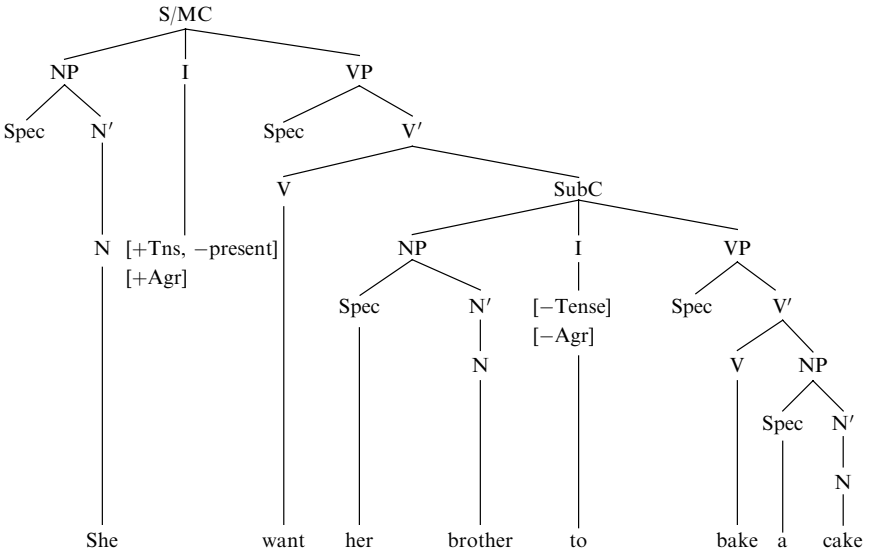 S/MC
NP I VP
Spec N′ Spec V′
V SubC
N [+Tns, −present] NP I VP
[+Agr]
Spec N′ [−Tense] Spec V′
[−Agr]
N V NP
Spec N′
N
She want her brother to bake a cake